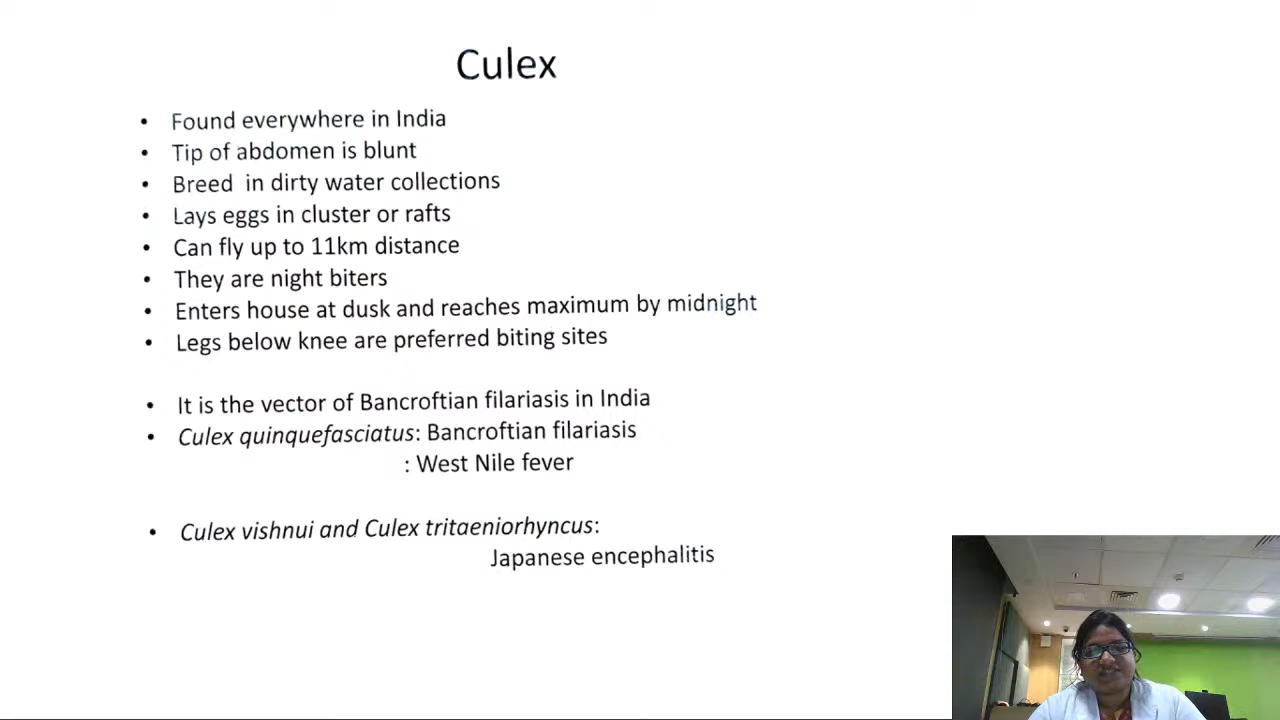 Culex
• Found everywhere in India
• Tip of abdomen is blunt
• Breed in dirty water collections
• Lays eggs in cluster or rafts
• Can fly up to 11km distance
• They are night biters
• Enters house at dusk and reaches maximum by midnight
• Legs below knee are preferred biting sites
• It is the vector of Bancroftian filariasis in India
• Culex quinquefasciatus: Bancroftian filariasis
: West Nile fever
• Culex vishnui and Culex tritaeniorhyncus:
Japanese encephalitis